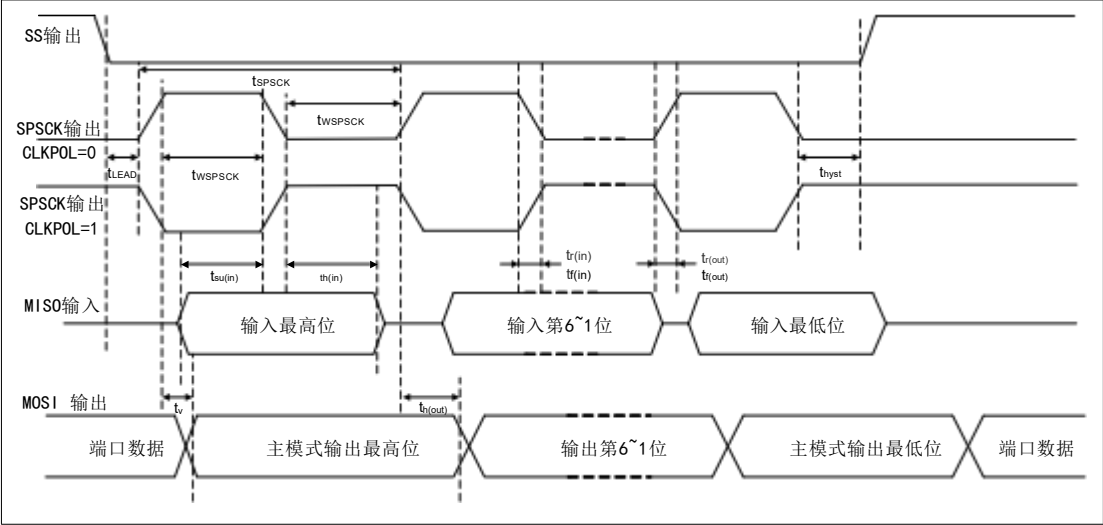 SS输出
tSPSCK
tWSPSCK
SPSCK输出
CLKPOL=0
tLEAD
tWSPSCK
thyst
SPSCK输出
CLKPOL=1
tr(in)
tf(in)
tr(out)
tf(out)
tsu(in)
th(in)
MISO输入
输入最高位
输入第6~1位
输入最低位
MOSI 输出
tv
th(out)
端口数据
主模式输出最高位
输出第6~1位
主模式输出最低位
端口数据